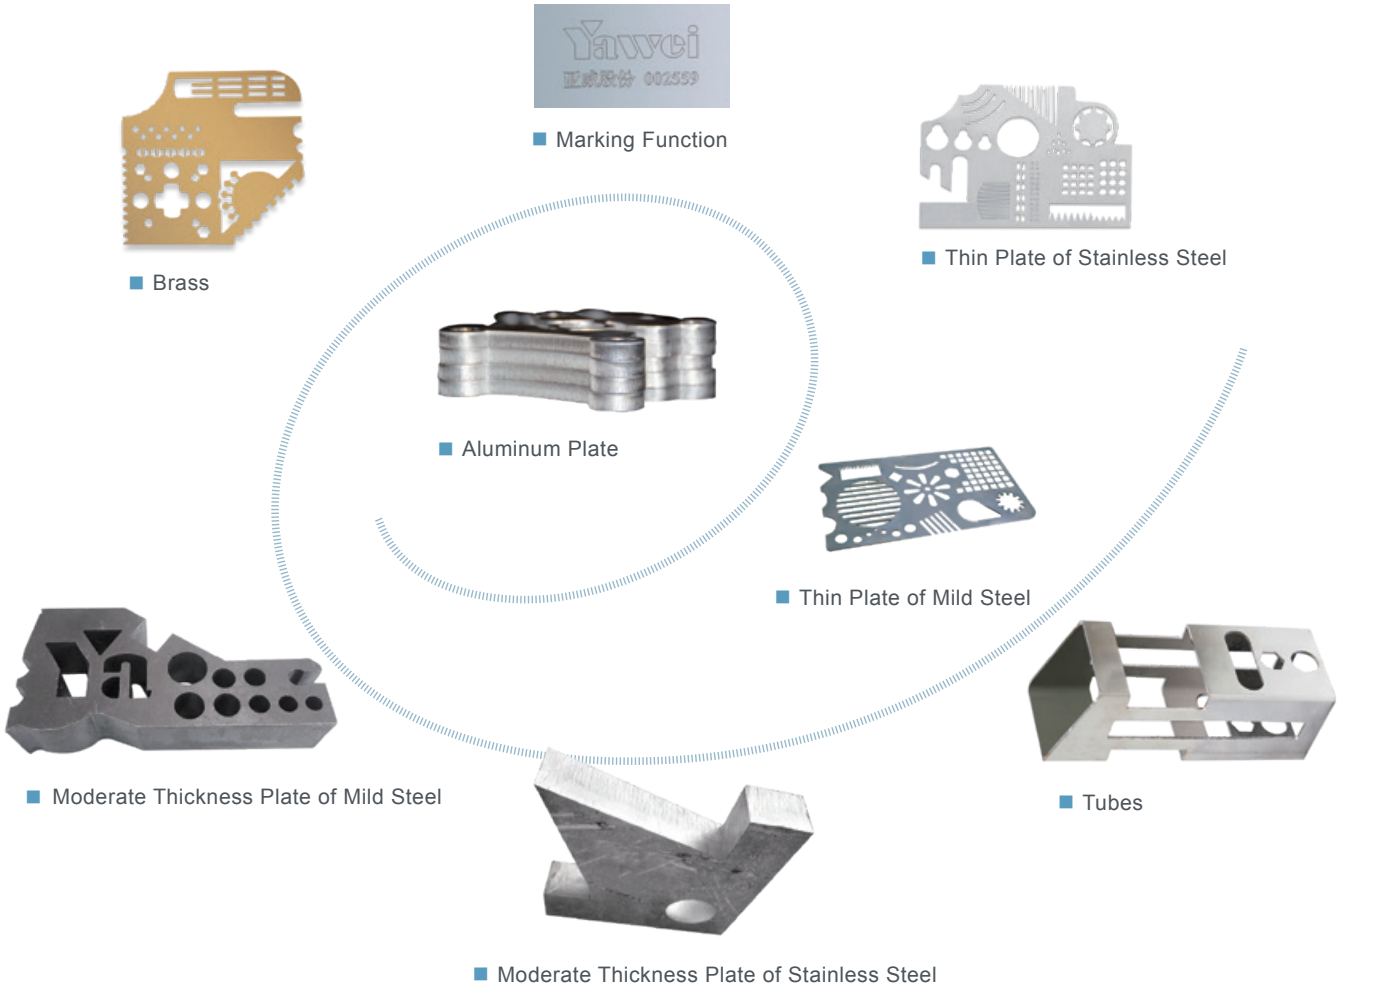 Yawei
亚威股份 002559
Marking Function
Brass
Thin Plate of Stainless Steel
Aluminum Plate
Thin Plate of Mild Steel
Ya
Moderate Thickness Plate of Mild Steel
Tubes
Moderate Thickness Plate of Stainless Steel